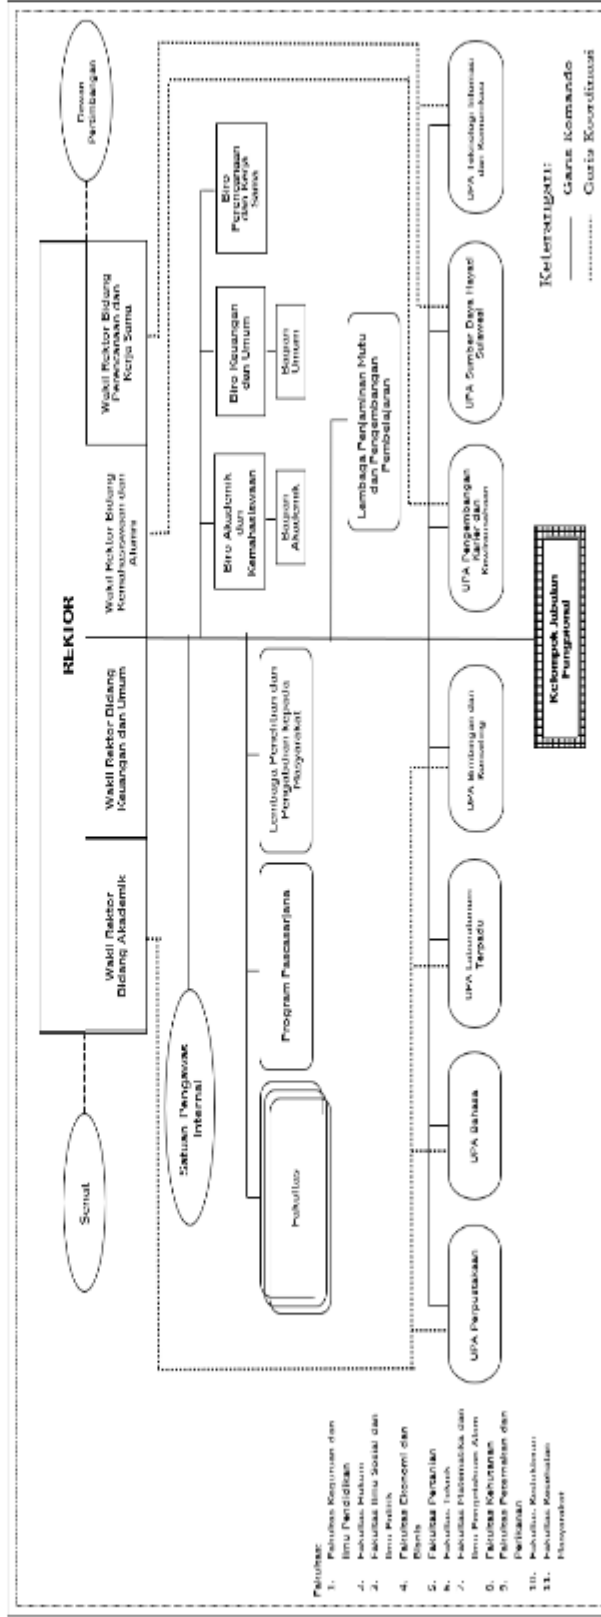 REKTOR
Senat
Dewan
Pertimbangan
Wakil Rektor
Bidang Akademik
Wakil Rektor Bidang
Keuangan dan Umum
Wakil Rektor Bidang
Kemahasiswaan dan
Alumni
Wakil Rektor Bidang
Perencanaan dan
Kerja Sama
Satuan Pengawas
Internal
Biro Akademik
dan
Kemahasiswaan
Biro Keuangan
dan Umum
Biro
Perencanaan
dan Kerja
Sama
Bagian
Akademik
Bagian
Umum
Fakultas
Program Pascasarjana
Lembaga Penelitian dan
Pengabdian kepada
Masyarakat
Lembaga Penjaminan Mutu
dan Pengembangan
Pembelajaran
UPA Perpustakaan
UPA Bahasa
UPA Laboratorium
Terpadu
UPA Bimbingan dan
Konseling
UPA Pengembangan
Karier dan
Kewirausahaan
UPA Sumber Daya Hayati
Sulawesi
UPA Teknologi Informasi
dan Komunikasi
Kelompok Jabatan
Fungsional
Fakultas:
1. Fakultas Keguruan dan
Ilmu Pendidikan
2. Fakultas Hukum
3. Fakultas Ilmu Sosial dan
Ilmu Politik
4. Fakultas Ekonomi dan
Bisnis
5. Fakultas Pertanian
6. Fakultas Teknik
7. Fakultas Matematika dan
Ilmu Pengetahuan Alam
8. Fakultas Kehutanan
9. Fakultas Peternakan dan
Perikanan
10. Fakultas Kedokteran
11. Fakultas Kesehatan
Masyarakat
Keterangan:
Garis Komando
Garis Koordinasi